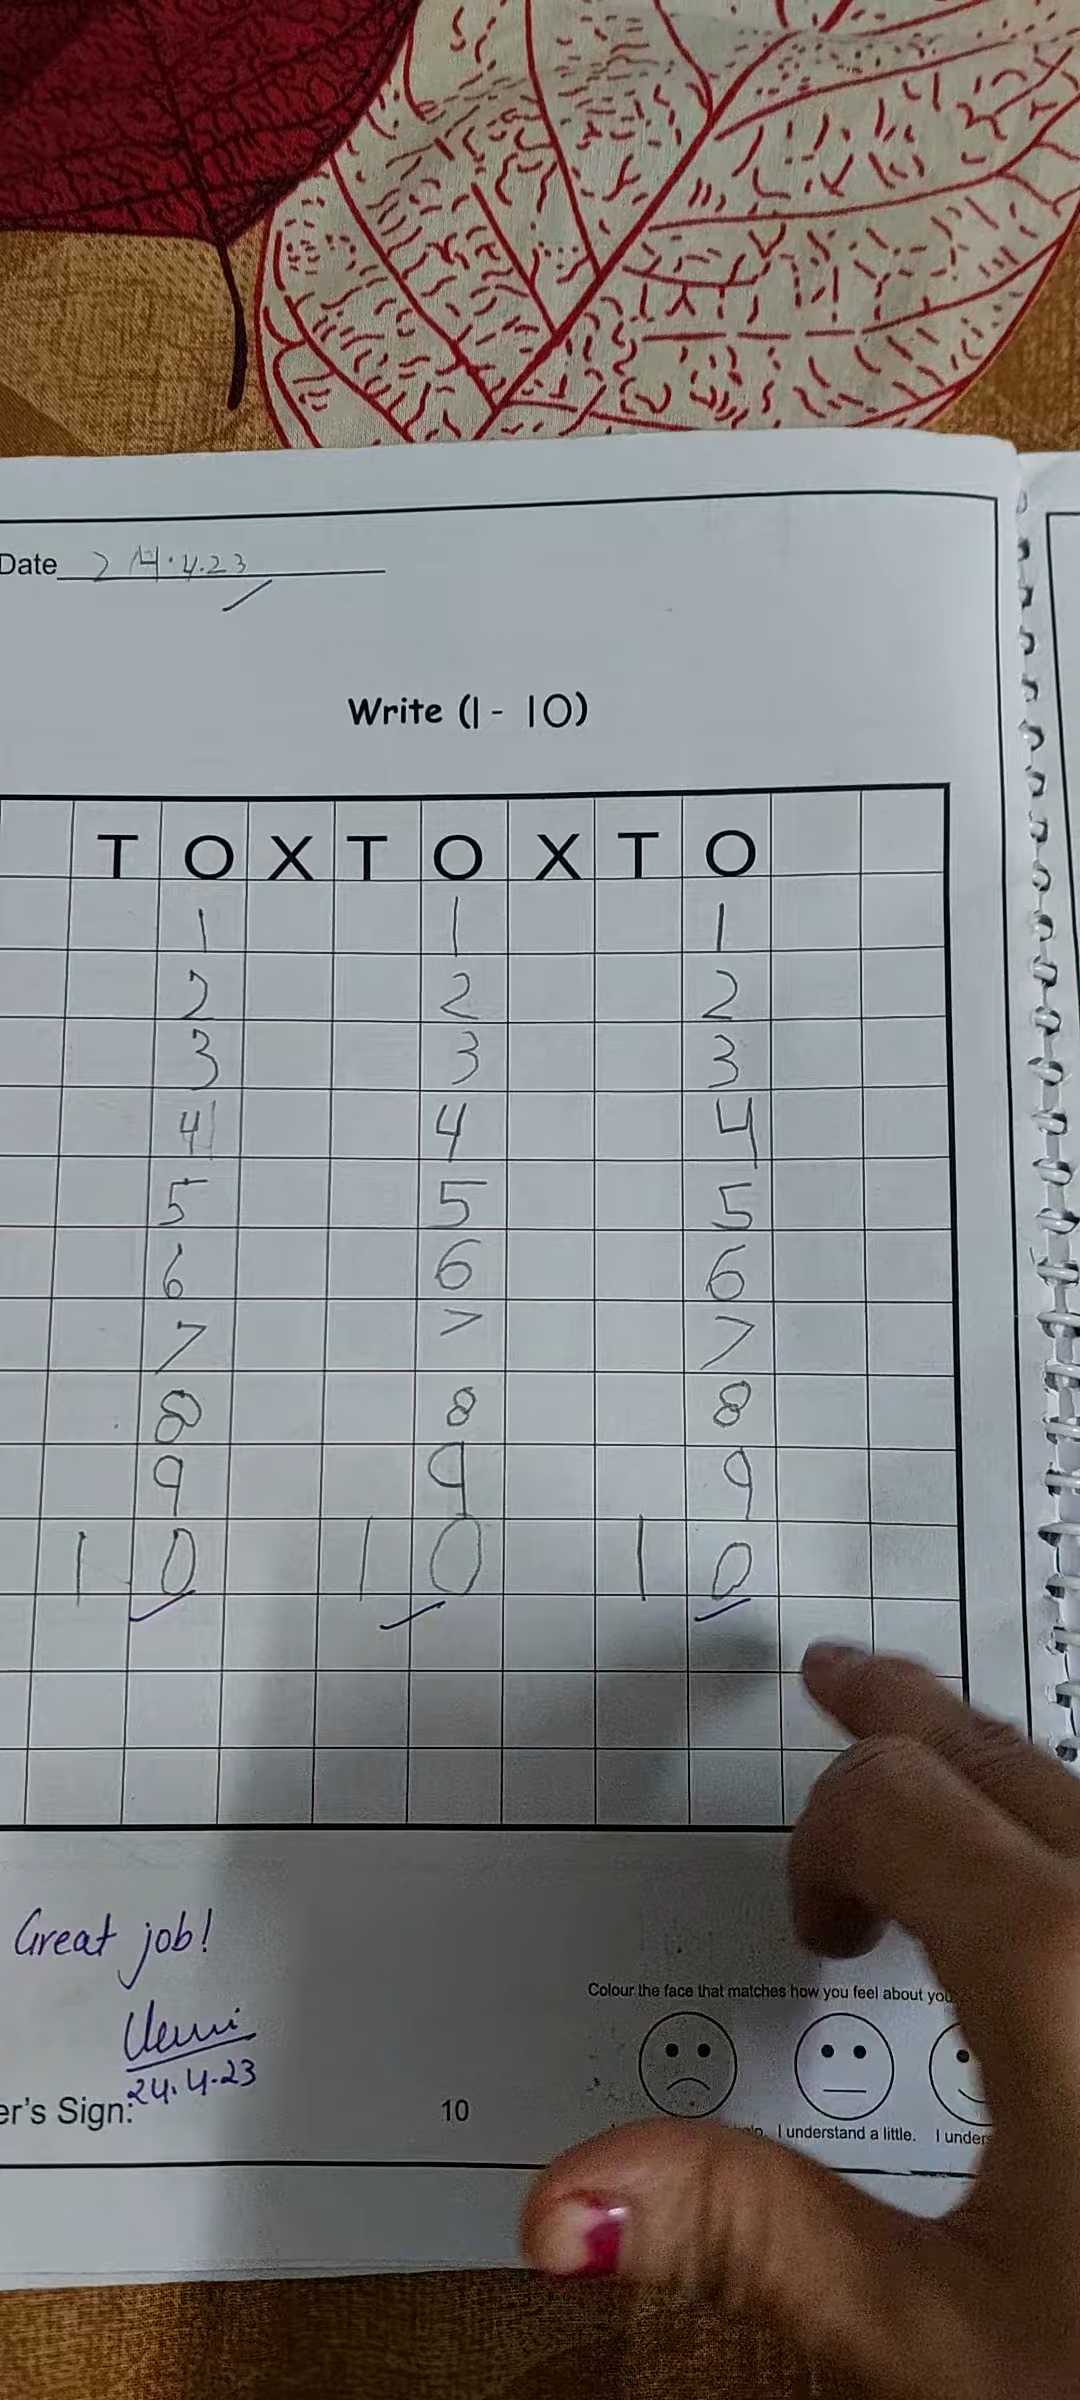 Date 24.4.23
Write (1 - 10)
T O X T O X T O
1 1 1
2 2 2
3 3 3
4 4 4
5 5 5
6 6 6
7 7 7
8 8 8
9 9 9
10 10 10
Great job!
24.4.23
Colour the face that matches how you feel about
I understand a little. I
er's Sign:
10